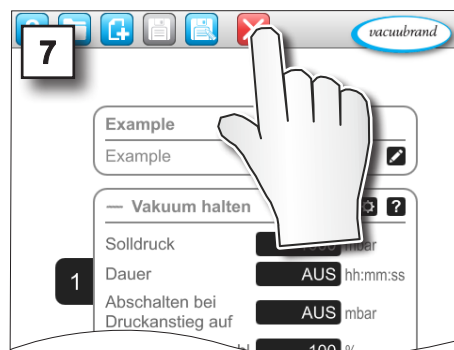 7
vacuubrand
Example
Example
— Vakuum halten
?
Solldruck mbar
1
Dauer AUS hh:mm:ss
Abschalten bei
Druckanstieg auf AUS mbar
100 %